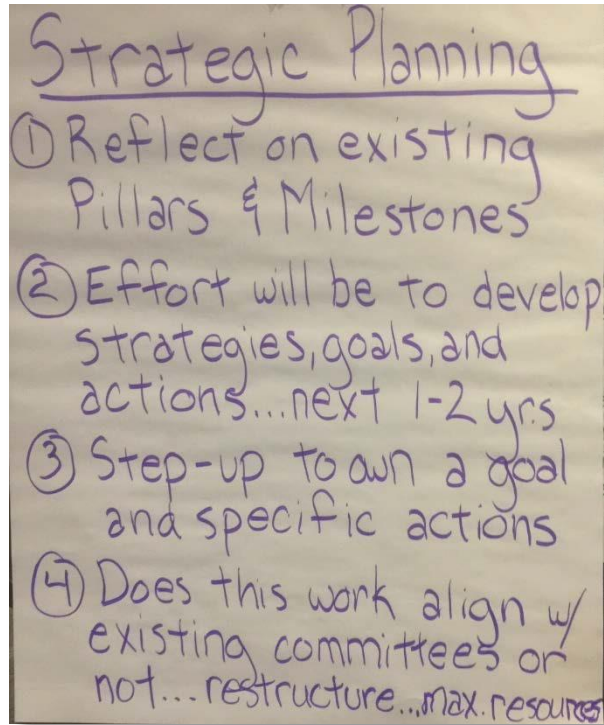 Strategic Planning
① Reflect on existing
Pillars & Milestones
② Effort will be to develop
strategies, goals, and
actions...next 1-2 yrs
③ Step-up to own a goal
and specific actions
④ Does this work align w/
existing committees or
not...restructure...max. resources